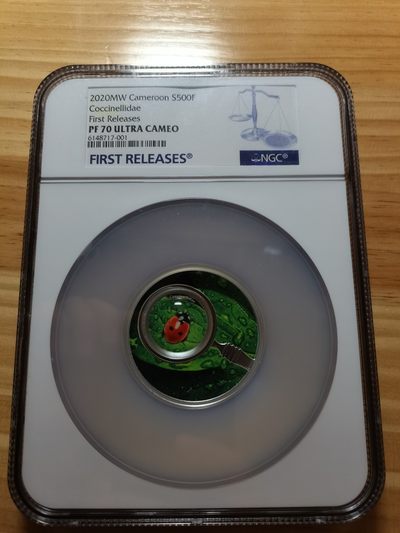 2020MW Cameroon S500F
Coccinellidae
First Releases
PF 70 ULTRA CAMEO
6148717-001
FIRST RELEASES®
NGC®